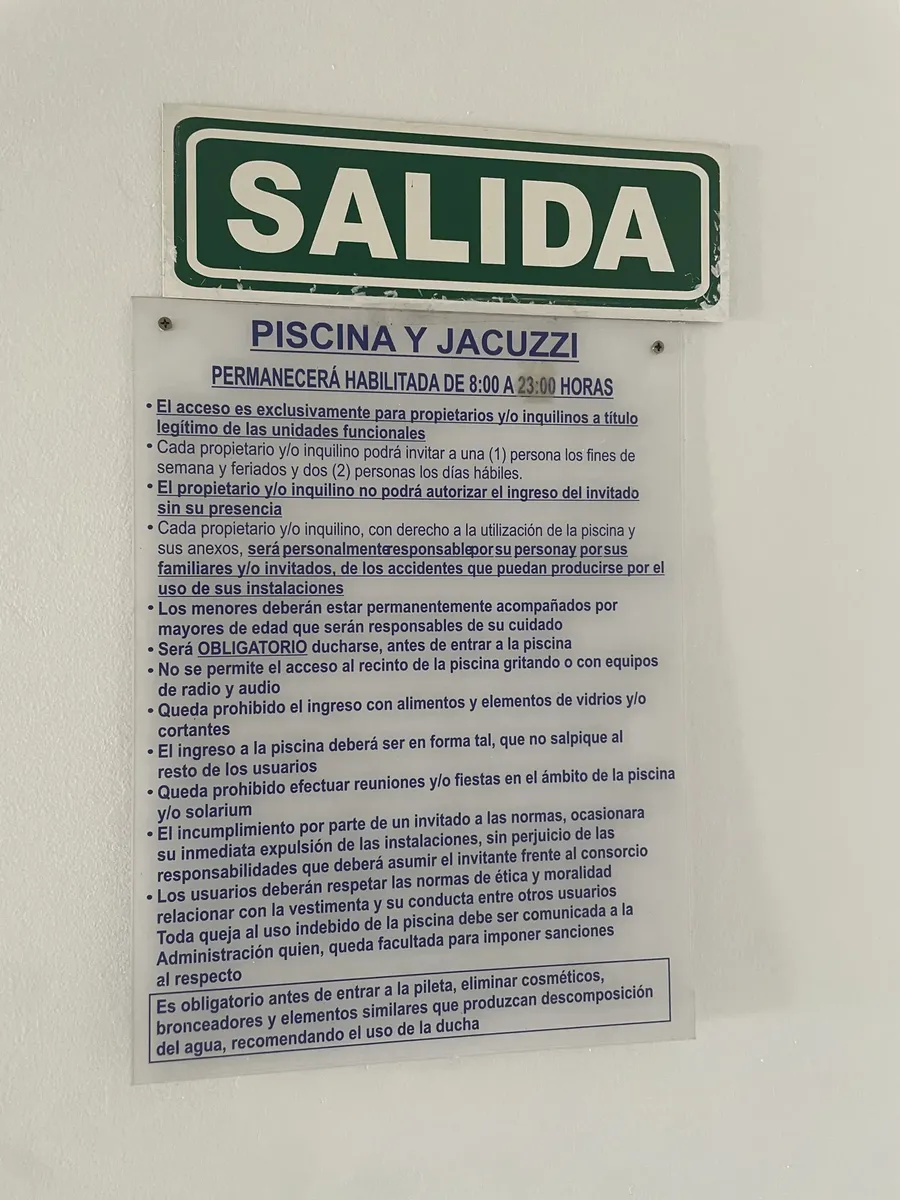 SALIDA
PISCINA Y JACUZZI
PERMANECERÁ HABILITADA DE 8:00 A 23:00 HORAS
• El acceso es exclusivamente para propietarios y/o inquilinos a título
legítimo de las unidades funcionales
• Cada propietario y/o inquilino podrá invitar a una (1) persona los fines de
semana y feriados y dos (2) personas los días hábiles.
• El propietario y/o inquilino no podrá autorizar el ingreso del invitado
sin su presencia
• Cada propietario y/o inquilino, con derecho a la utilización de la piscina y
sus anexos, será personalmente responsable por su persona y por sus
familiares y/o invitados, de los accidentes que puedan producirse por el
uso de sus instalaciones
• Los menores deberán estar permanentemente acompañados por
mayores de edad que serán responsables de su cuidado
• Será OBLIGATORIO ducharse, antes de entrar a la piscina
• No se permite el acceso al recinto de la piscina gritando o con equipos
de radio y audio
• Queda prohibido el ingreso con alimentos y elementos de vidrios y/o
cortantes
• El ingreso a la piscina deberá ser en forma tal, que no salpique al
resto de los usuarios
• Queda prohibido efectuar reuniones y/o fiestas en el ámbito de la piscina
y/o solarium
• El incumplimiento por parte de un invitado a las normas, ocasionara
su inmediata expulsión de las instalaciones, sin perjuicio de las
responsabilidades que deberá asumir el invitante frente al consorcio
• Los usuarios deberán respetar las normas de ética y moralidad
relacionar con la vestimenta y su conducta entre otros usuarios
Toda queja al uso indebido de la piscina debe ser comunicada a la
Administración quien, queda facultada para imponer sanciones
al respecto
Es obligatorio antes de entrar a la pileta, eliminar cosméticos,
bronceadores y elementos similares que produzcan descomposición
del agua, recomendando el uso de la ducha